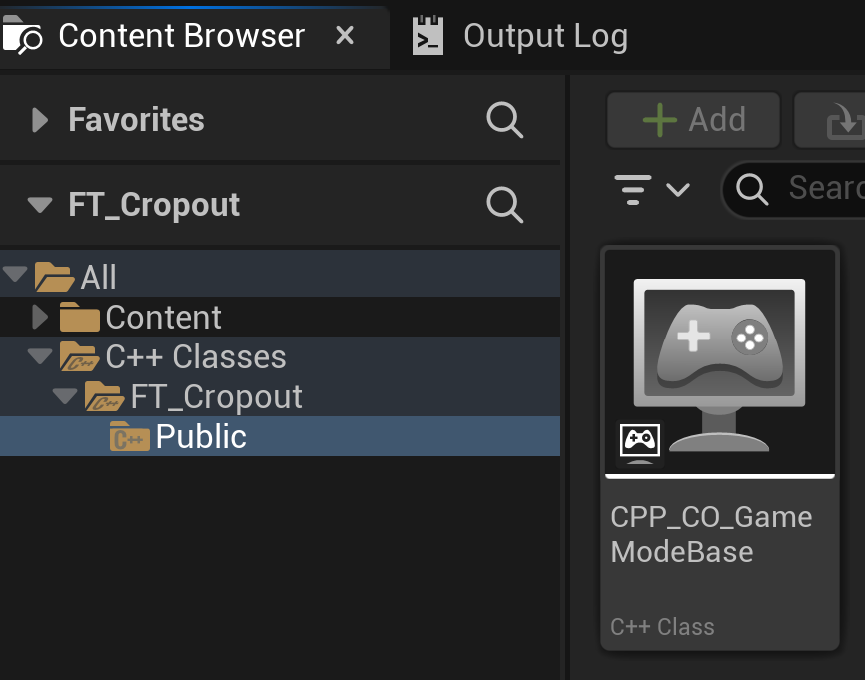 Content Browser
Output Log
Favorites
Add
FT_Cropout
All
Content
C++ Classes
FT_Cropout
C++ Public
CPP_CO_Game
ModeBase
C++ Class